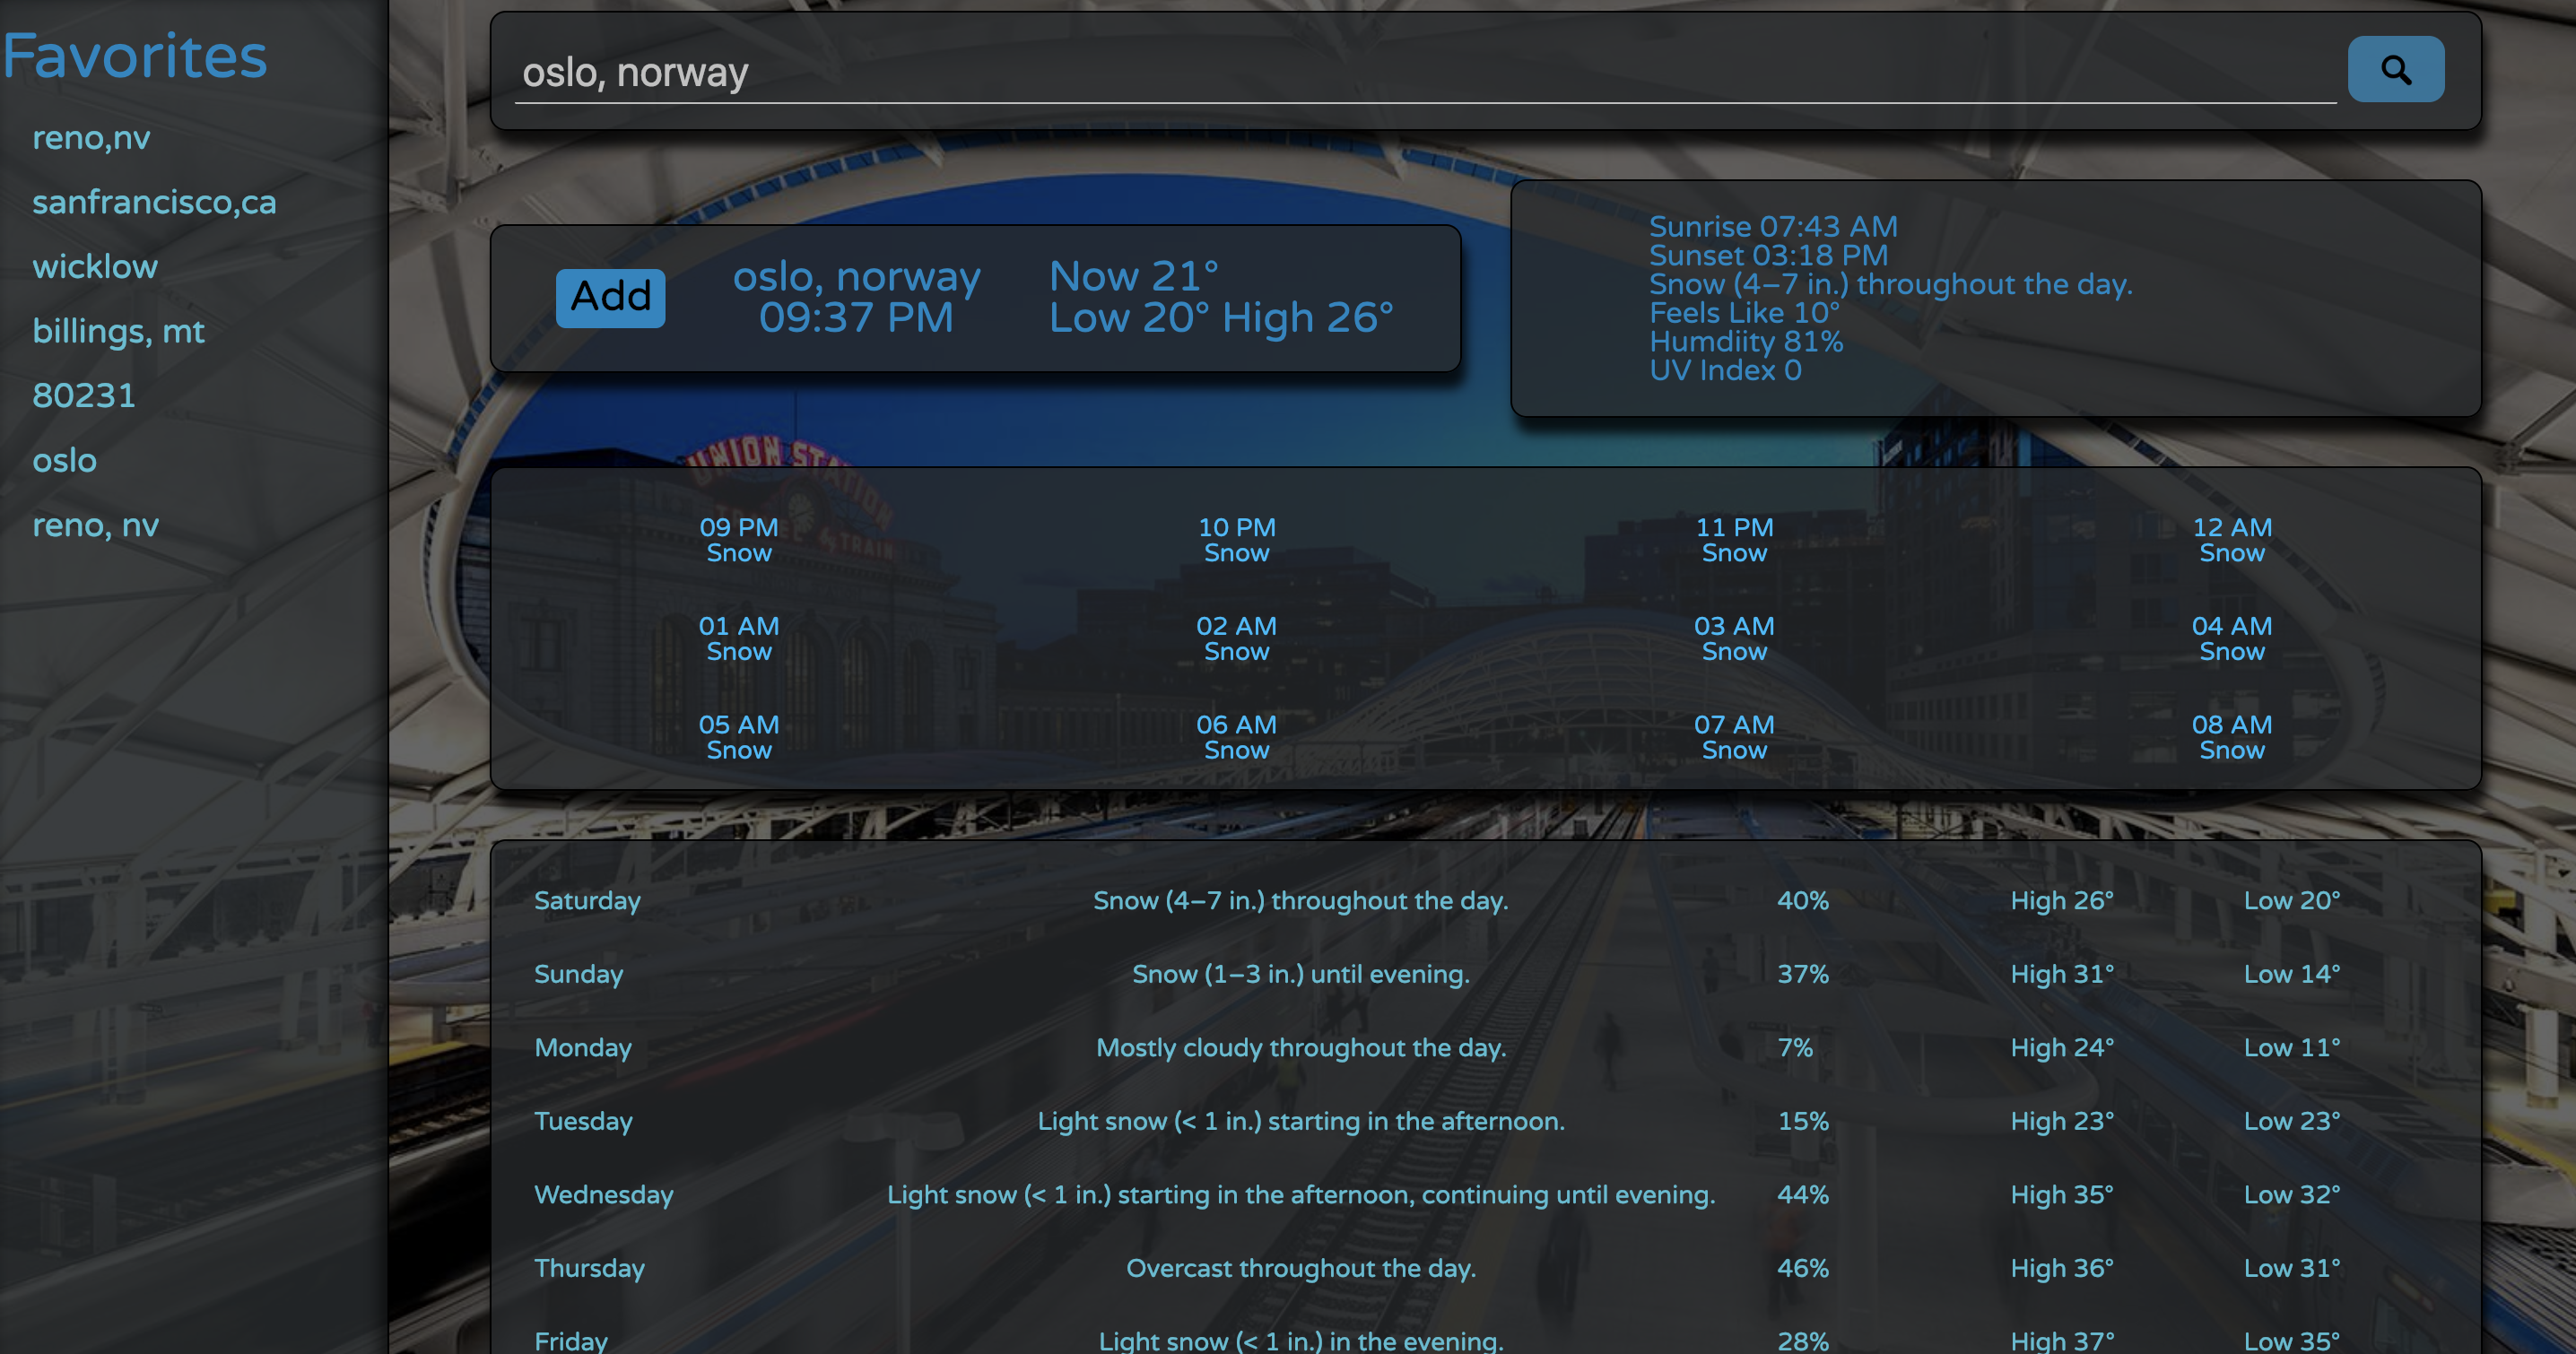 Favorites
reno,nv
sanfrancisco,ca
wicklow
billings, mt
80231
oslo
reno, nv
oslo, norway
Add
oslo, norway
09:37 PM
Now 21°
Low 20° High 26°
Sunrise 07:43 AM
Sunset 03:18 PM
Snow (4–7 in.) throughout the day.
Feels Like 10°
Humdiity 81%
UV Index 0
UNION STATION
TRAIN
09 PM
Snow
10 PM
Snow
11 PM
Snow
12 AM
Snow
01 AM
Snow
02 AM
Snow
03 AM
Snow
04 AM
Snow
05 AM
Snow
06 AM
Snow
07 AM
Snow
08 AM
Snow
Saturday Snow (4–7 in.) throughout the day. 40% High 26° Low 20°
Sunday Snow (1–3 in.) until evening. 37% High 31° Low 14°
Monday Mostly cloudy throughout the day. 7% High 24° Low 11°
Tuesday Light snow (< 1 in.) starting in the afternoon. 15% High 23° Low 23°
Wednesday Light snow (< 1 in.) starting in the afternoon, continuing until evening. 44% High 35° Low 32°
Thursday Overcast throughout the day. 46% High 36° Low 31°
Friday Light snow (< 1 in.) in the evening. 28% High 37° Low 35°